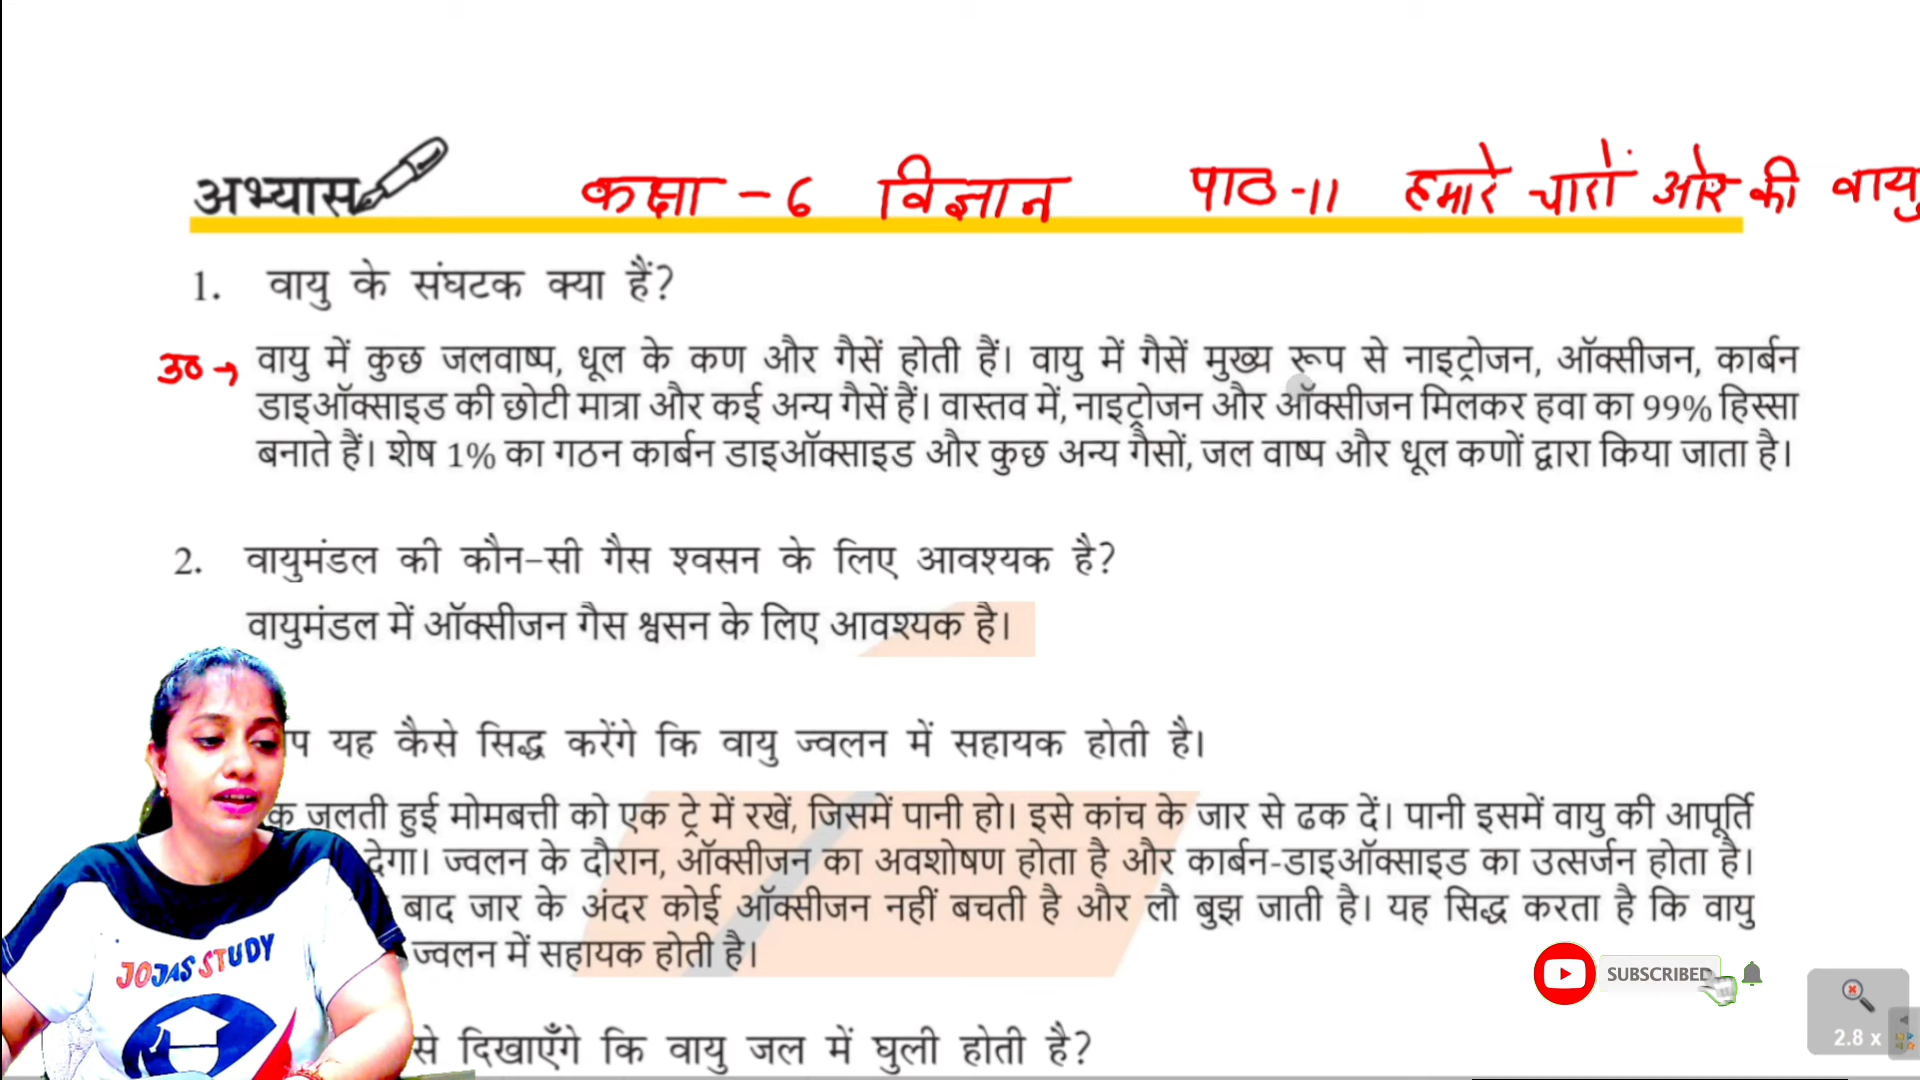 अभ्यास
कक्षा - 6 विज्ञान पाठ - 11 हमारे चारों ओर की वायु
1. वायु के संघटक क्या हैं?
उ० → वायु में कुछ जलवाष्प, धूल के कण और गैसें होती हैं। वायु में गैसें मुख्य रूप से नाइट्रोजन, ऑक्सीजन, कार्बन
डाइऑक्साइड की छोटी मात्रा और कई अन्य गैसें हैं। वास्तव में, नाइट्रोजन और ऑक्सीजन मिलकर हवा का 99% हिस्सा
बनाते हैं। शेष 1% का गठन कार्बन डाइऑक्साइड और कुछ अन्य गैसों, जल वाष्प और धूल कणों द्वारा किया जाता है।
2. वायुमंडल की कौन-सी गैस श्वसन के लिए आवश्यक है?
वायुमंडल में ऑक्सीजन गैस श्वसन के लिए आवश्यक है।
यह कैसे सिद्ध करेंगे कि वायु ज्वलन में सहायक होती है।
जलती हुई मोमबत्ती को एक ट्रे में रखें, जिसमें पानी हो। इसे कांच के जार से ढक दें। पानी इसमें वायु की आपूर्ति
देगा। ज्वलन के दौरान, ऑक्सीजन का अवशोषण होता है और कार्बन-डाइऑक्साइड का उत्सर्जन होता है।
बाद जार के अंदर कोई ऑक्सीजन नहीं बचती है और लौ बुझ जाती है। यह सिद्ध करता है कि वायु
ज्वलन में सहायक होती है।
से दिखाएँगे कि वायु जल में घुली होती है?
JOJAS STUDY
SUBSCRIBED
2.8 x